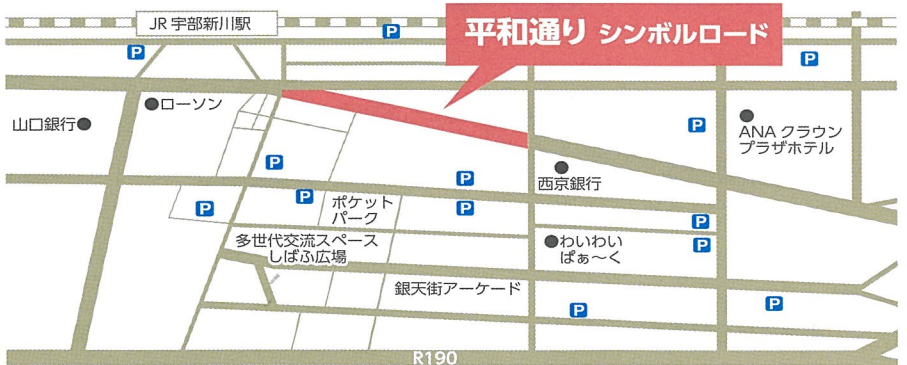 JR 宇部新川駅
平和通り シンボルロード
P
P
P
ローソン
山口銀行
P
ANA クラウン
プラザホテル
P
西京銀行
P
P
P
P
ポケット
パーク
P
多世代交流スペース
しばふ広場
わいわい
ぱぁ〜く
P
銀天街アーケード
P
P
R190